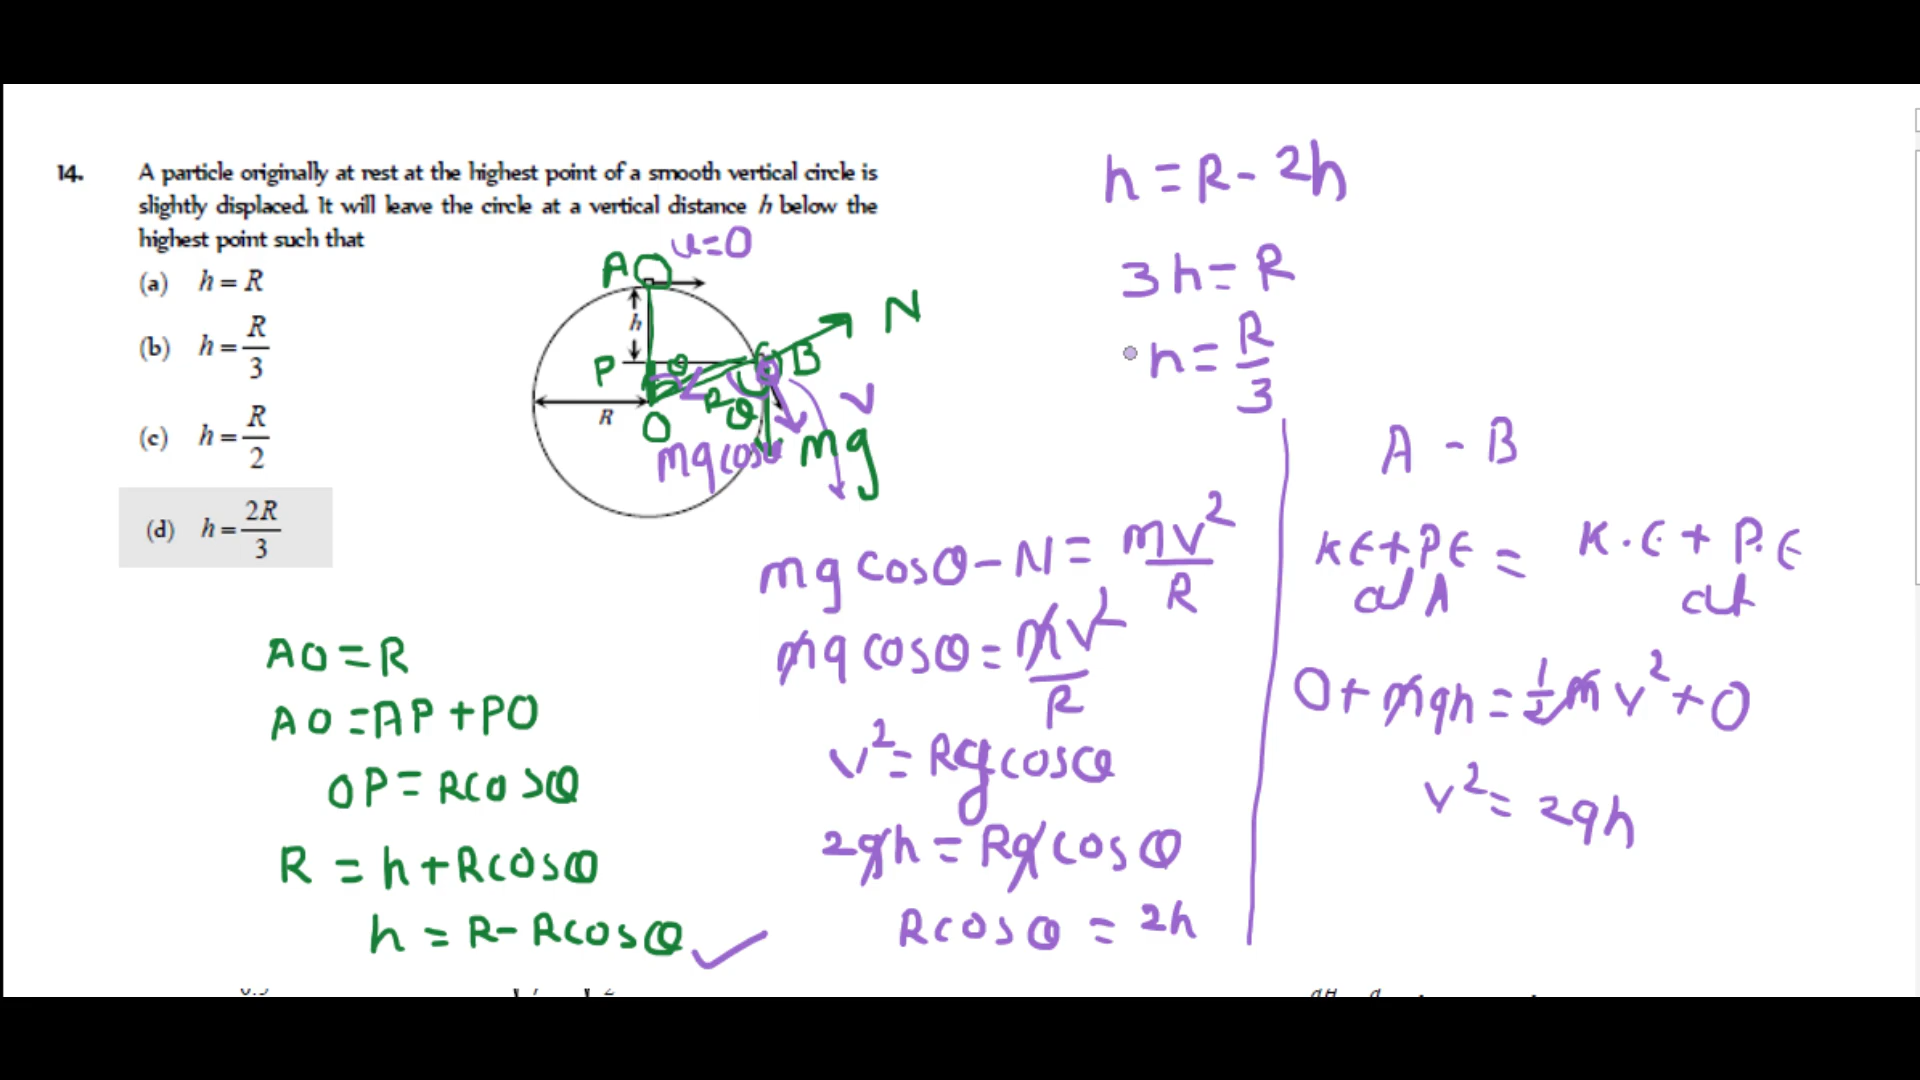 14. A particle originally at rest at the highest point of a smooth vertical circle is
slightly displaced. It will leave the circle at a vertical distance h below the
highest point such that
(a) h = R
(b) h = R/3
(c) h = R/2
(d) h = 2R/3
A u=0
h
N
P θ B
R R θ v
O
mg cosθ mg
AO = R
AO = AP + PO
OP = R cosθ
R = h + R cosθ
h = R - R cosθ
mg cosθ - N = mv²/R
mg cosθ = mv²/R
v² = Rg cosθ
2gh = Rg cosθ
R cosθ = 2h
h = R - 2h
3h = R
h = R/3
A - B
KE + PE = K.E + P.E
at A at
0 + mgh = ½ mv² + 0
v² = 2gh